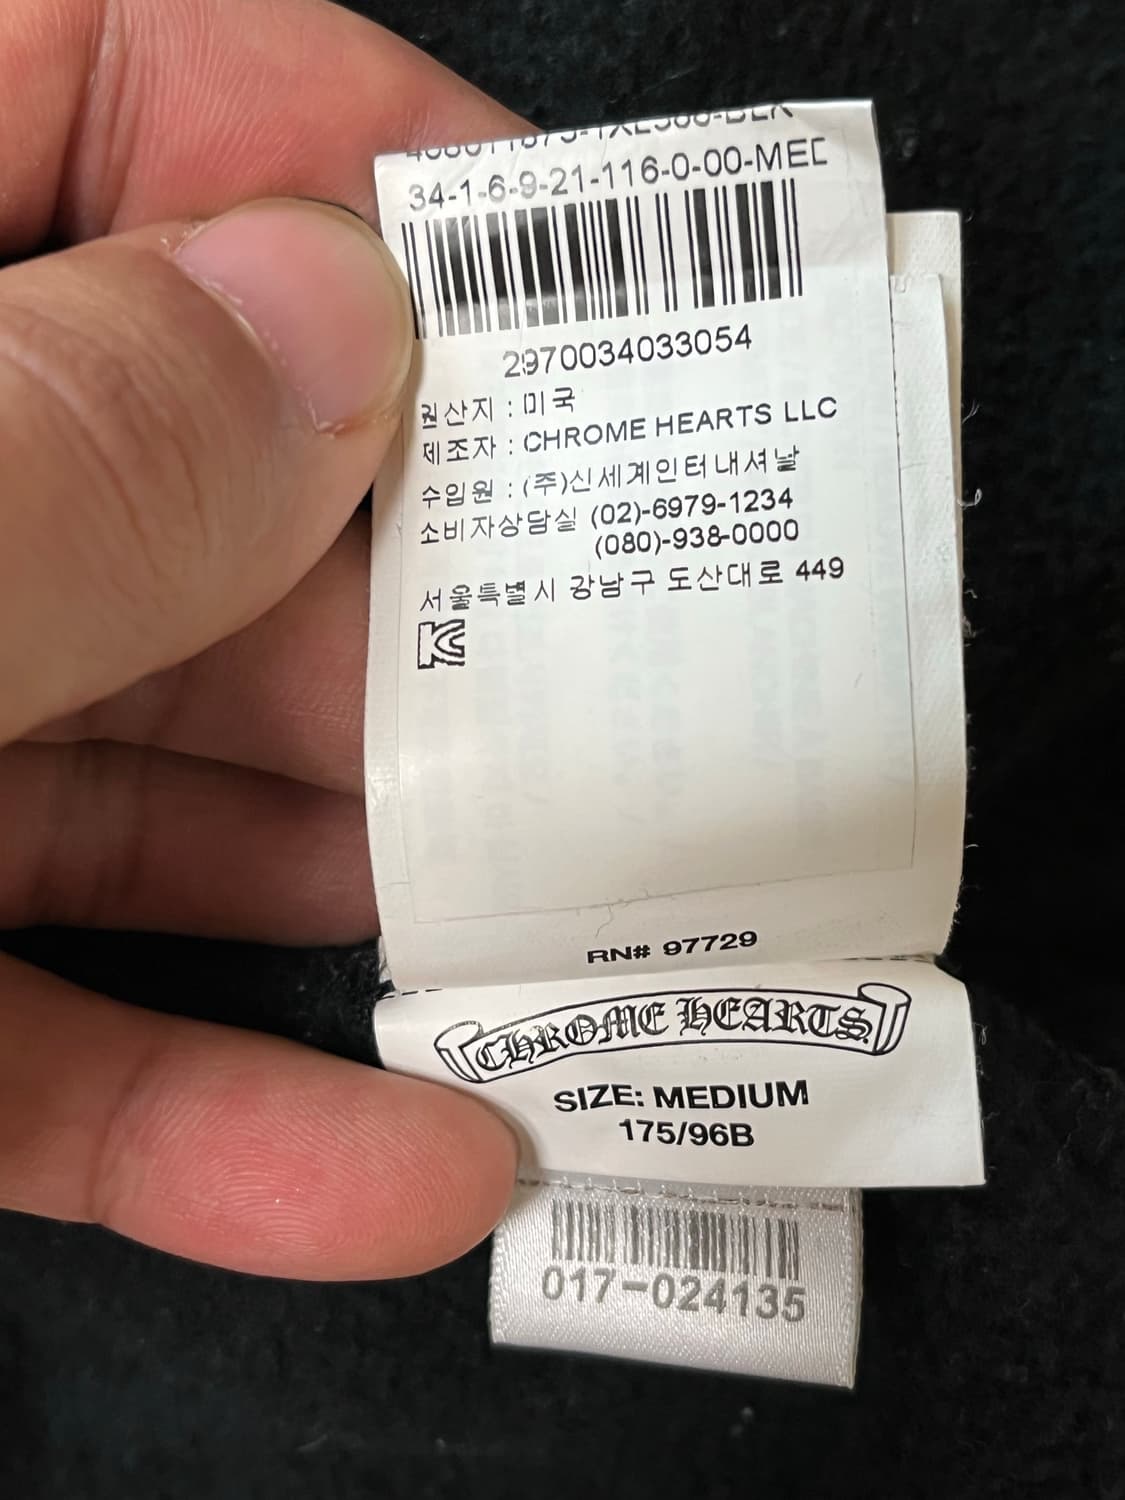 34-1-6-9-21-116-0-00-MED
2970034033054
원산지 : 미국
제조자 : CHROME HEARTS LLC
수입원 : (주)신세계인터내셔날
소비자상담실 (02)-6979-1234
(080)-938-0000
서울특별시 강남구 도산대로 449
RN# 97729
CHROME HEARTS
SIZE: MEDIUM
175/96B
017-024135